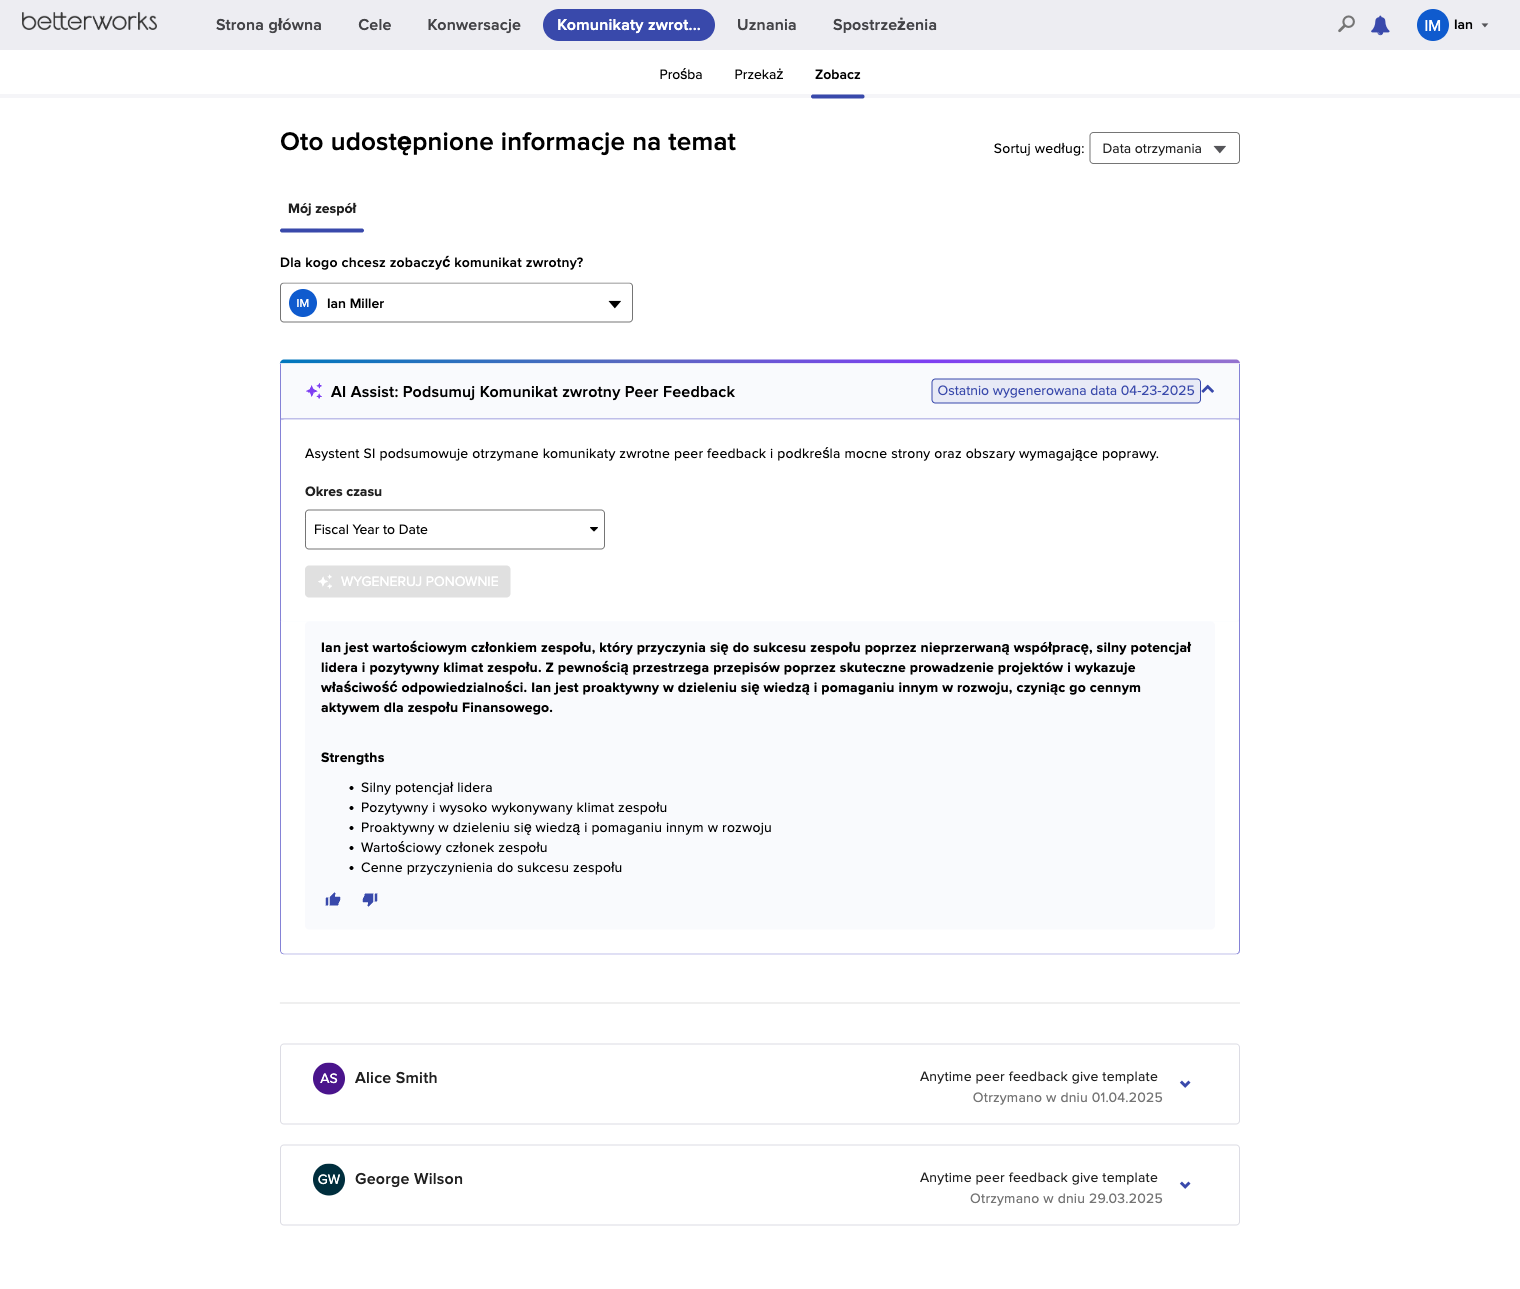 betterworks
Strona główna
Cele
Konwersacje
Komunikaty zwrot...
Uznania
Spostrzeżenia
IM
Ian
Prośba
Przekaż
Zobacz
Oto udostępnione informacje na temat
Sortuj według:
Data otrzymania
Mój zespół
Dla kogo chcesz zobaczyć komunikat zwrotny?
IM
Ian Miller
AI Assist: Podsumuj Komunikat zwrotny Peer Feedback
Ostatnio wygenerowana data 04-23-2025
Asystent SI podsumowuje otrzymane komunikaty zwrotne peer feedback i podkreśla mocne strony oraz obszary wymagające poprawy.
Okres czasu
Fiscal Year to Date
WYGENERUJ PONOWNIE
Ian jest wartościowym członkiem zespołu, który przyczynia się do sukcesu zespołu poprzez nieprzerwaną współpracę, silny potencjał
lidera i pozytywny klimat zespołu. Z pewnością przestrzega przepisów poprzez skuteczne prowadzenie projektów i wykazuje
właściwość odpowiedzialności. Ian jest proaktywny w dzieleniu się wiedzą i pomaganiu innym w rozwoju, czyniąc go cennym
aktywem dla zespołu Finansowego.
Strengths
• Silny potencjał lidera
• Pozytywny i wysoko wykonywany klimat zespołu
• Proaktywny w dzieleniu się wiedzą i pomaganiu innym w rozwoju
• Wartościowy członek zespołu
• Cenne przyczynienia do sukcesu zespołu
AS
Alice Smith
Anytime peer feedback give template
Otrzymano w dniu 01.04.2025
GW
George Wilson
Anytime peer feedback give template
Otrzymano w dniu 29.03.2025